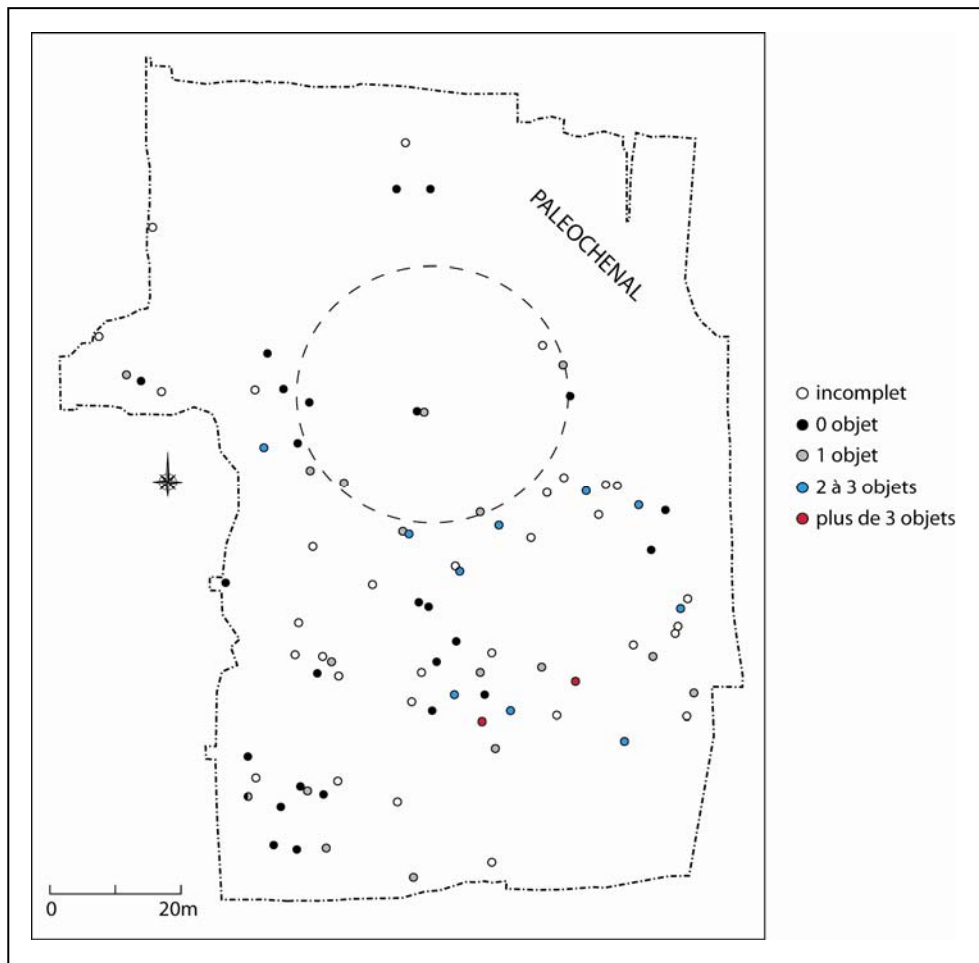 PALEOCHENAL
incomplet
0 objet
1 objet
2 à 3 objets
plus de 3 objets
0 20m